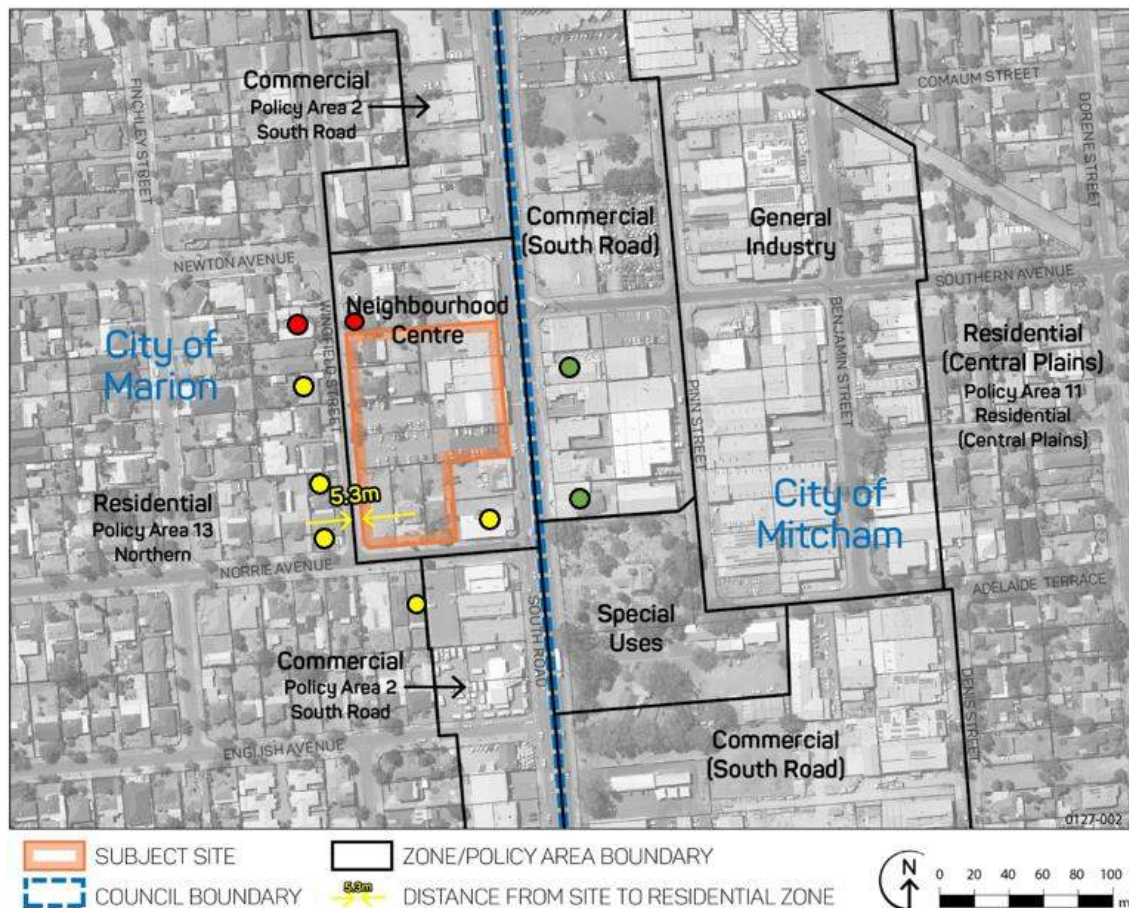 COMAUM STREET
FINCHLEY STREET
DORENE STREET
Commercial
Policy Area 2
South Road
Commercial
(South Road)
General
Industry
NEWTON AVENUE
SOUTHERN AVENUE
WINGFIELD STREET
Neighbourhood
Centre
BENJAMIN STREET
City of
Marion
Residential
(Central Plains)
Policy Area 11
Residential
(Central Plains)
PINN STREET
5.3m
Residential
Policy Area 13
Northern
City of
Mitcham
NORRIE AVENUE
ADELAIDE TERRACE
SOUTH ROAD
Special
Uses
Commercial
Policy Area 2
South Road
DENIS STREET
ENGLISH AVENUE
Commercial
(South Road)
0127-002
SUBJECT SITE
ZONE/POLICY AREA BOUNDARY
COUNCIL BOUNDARY
5.3m
DISTANCE FROM SITE TO RESIDENTIAL ZONE
N
0 20 40 60 80 100
m